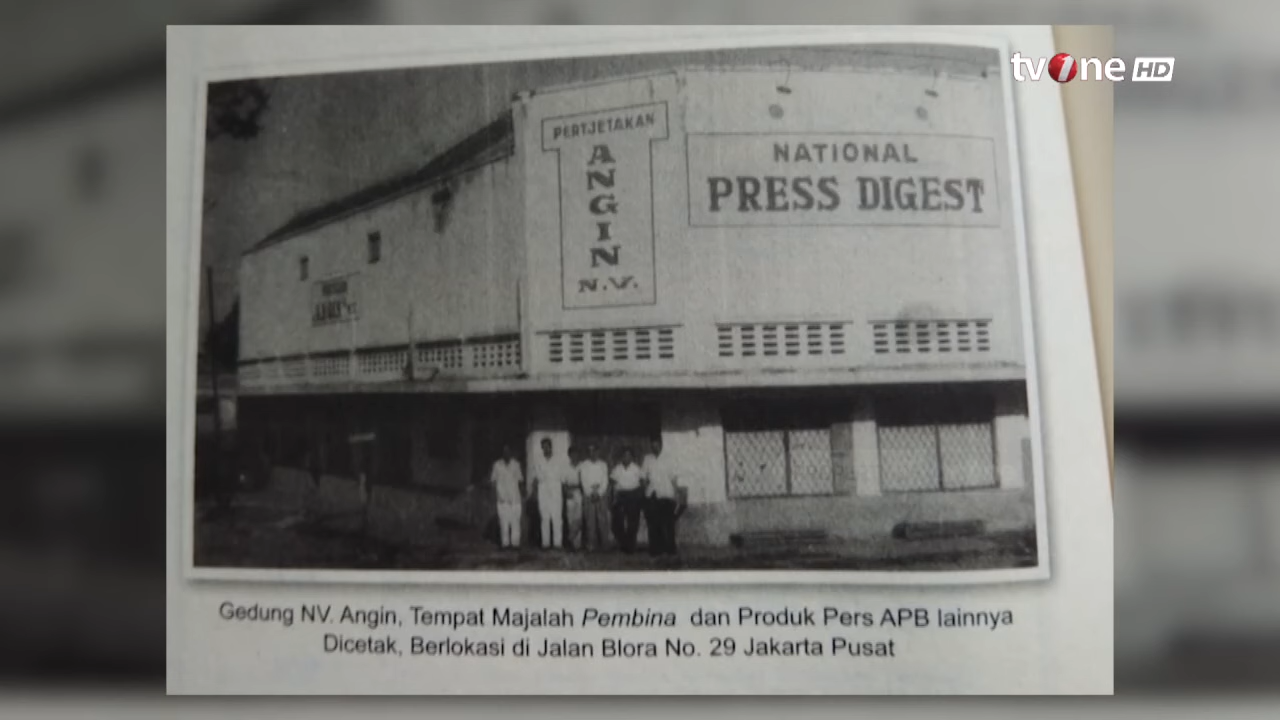 tvOne HD
PERTJETAKAN
ANGIN
N.V.
NATIONAL
PRESS DIGEST
Gedung NV. Angin, Tempat Majalah Pembina dan Produk Pers APB lainnya
Dicetak, Berlokasi di Jalan Blora No. 29 Jakarta Pusat